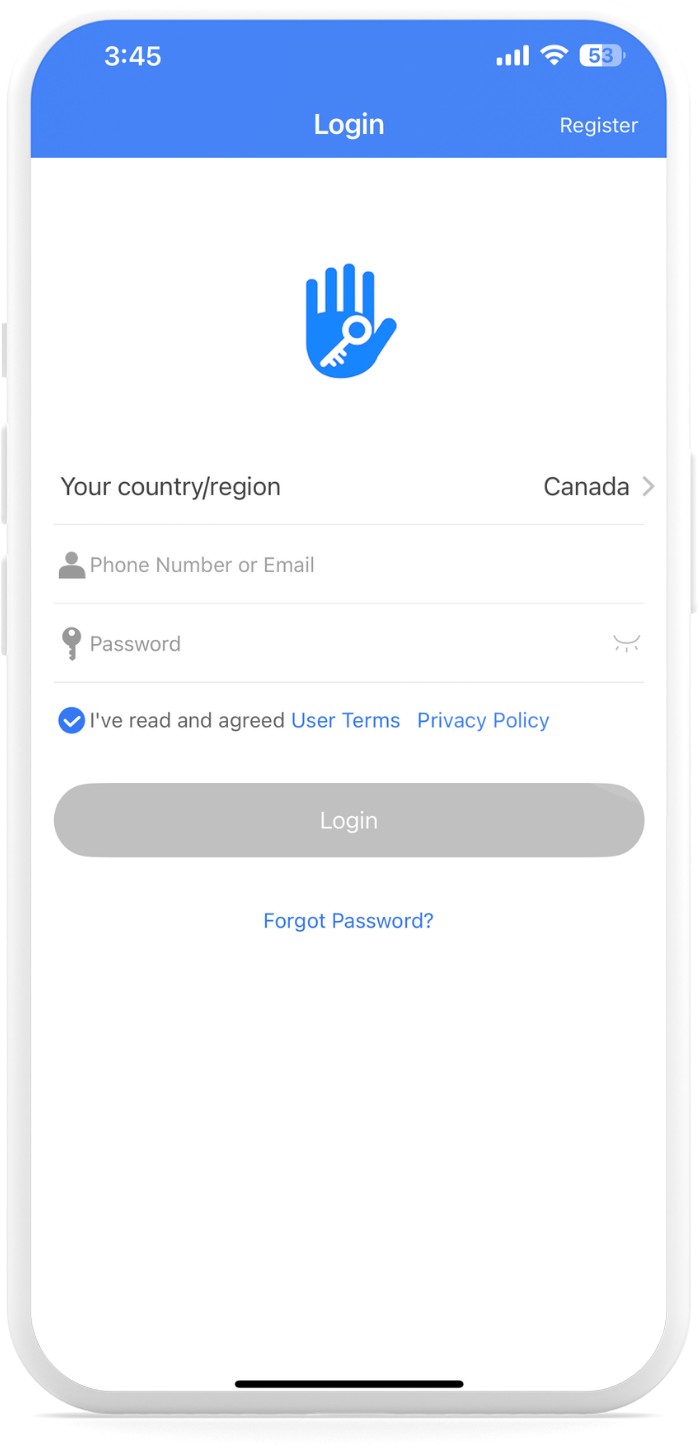 3:45 53
Login Register
Your country/region Canada
Phone Number or Email
Password
I've read and agreed User Terms Privacy Policy
Login
Forgot Password?